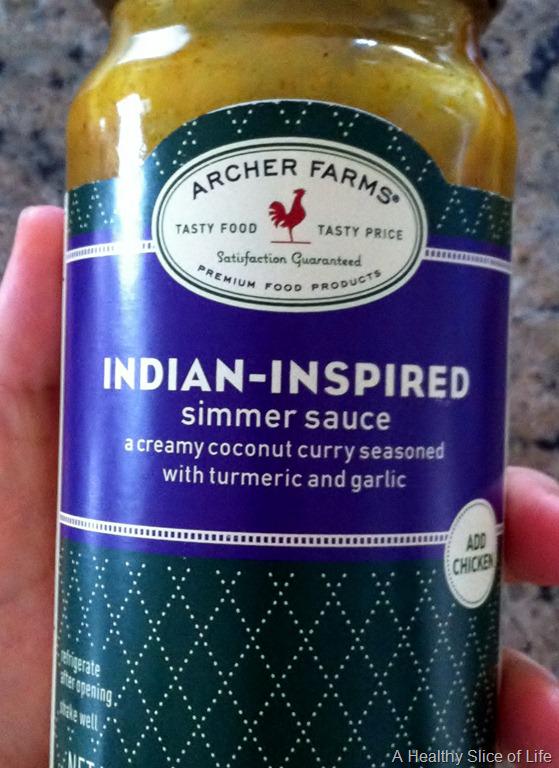 ARCHER FARMS®
TASTY FOOD TASTY PRICE
Satisfaction Guaranteed
PREMIUM FOOD PRODUCTS
INDIAN-INSPIRED
simmer sauce
a creamy coconut curry seasoned
with turmeric and garlic
ADD
CHICKEN
refrigerate
after opening.
shake well
NET
A Healthy Slice of Life